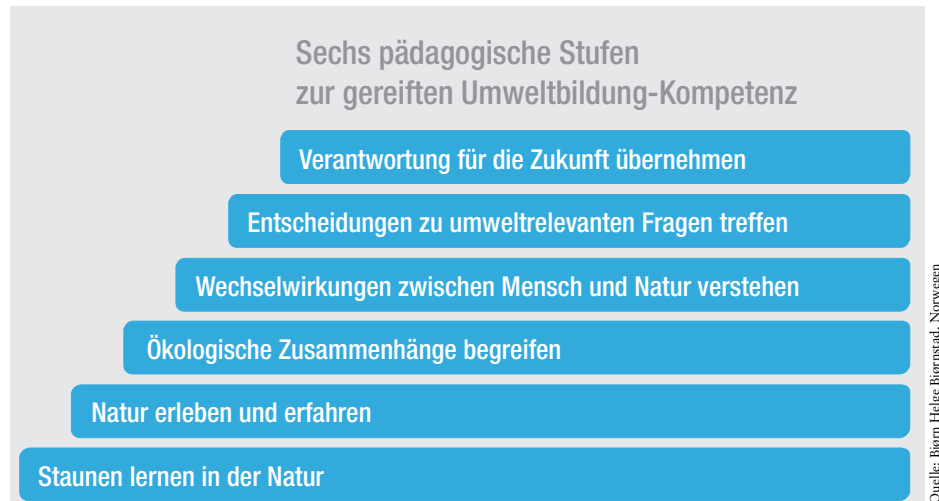 Sechs pädagogische Stufen
zur gereiften Umweltbildung-Kompetenz
Verantwortung für die Zukunft übernehmen
Entscheidungen zu umweltrelevanten Fragen treffen
Wechselwirkungen zwischen Mensch und Natur verstehen
Ökologische Zusammenhänge begreifen
Natur erleben und erfahren
Staunen lernen in der Natur
Quelle: Bjørn Helge Bjørnstad, Norwegen